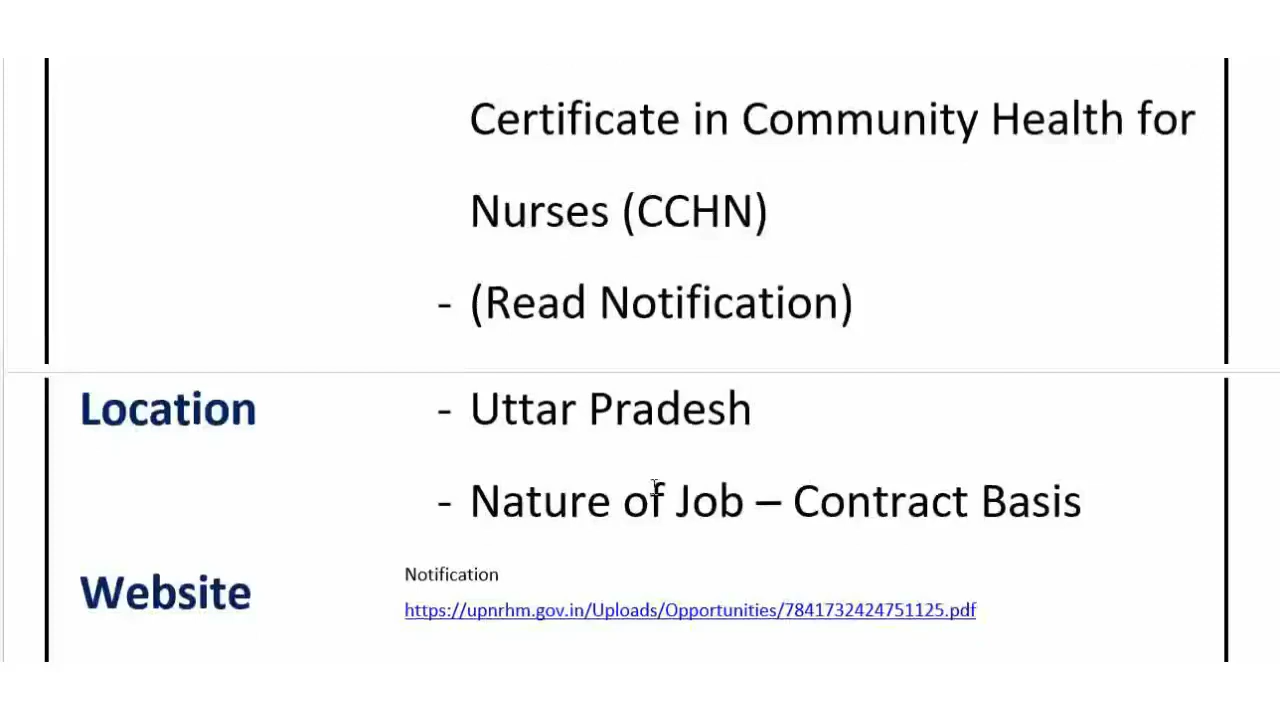 Certificate in Community Health for
Nurses (CCHN)
- (Read Notification)
Location - Uttar Pradesh
- Nature of Job – Contract Basis
Website Notification
https://upnrhm.gov.in/Uploads/Opportunities/7841732424751125.pdf